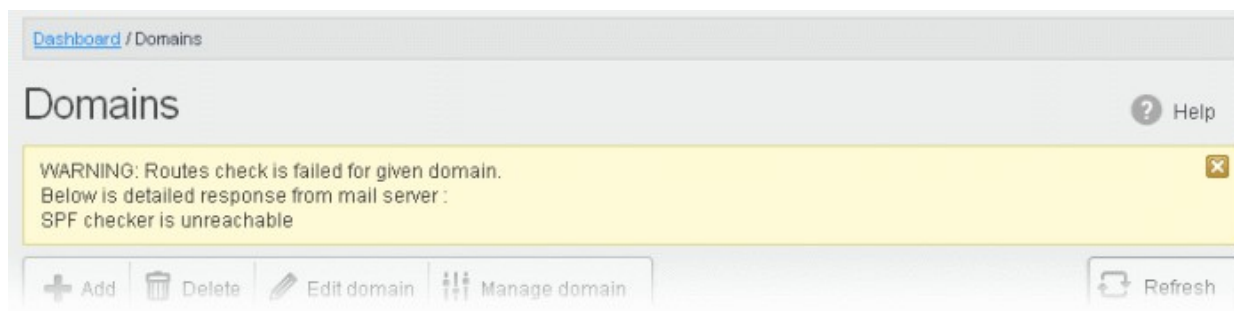 Dashboard / Domains
Domains
? Help
WARNING: Routes check is failed for given domain.
Below is detailed response from mail server :
SPF checker is unreachable
Add Delete Edit domain Manage domain Refresh